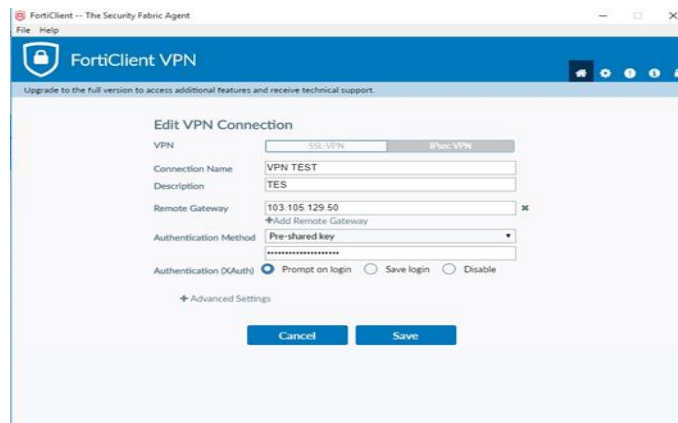 FortiClient -- The Security Fabric Agent
File Help
FortiClient VPN
Upgrade to the full version to access additional features and receive technical support.
Edit VPN Connection
VPN SSL-VPN IPsec VPN
Connection Name VPN TEST
Description TES
Remote Gateway 103.105.129.50
+Add Remote Gateway
Authentication Method Pre-shared key
••••••••••••••••••••
Authentication (XAuth) Prompt on login Save login Disable
+ Advanced Settings
Cancel Save